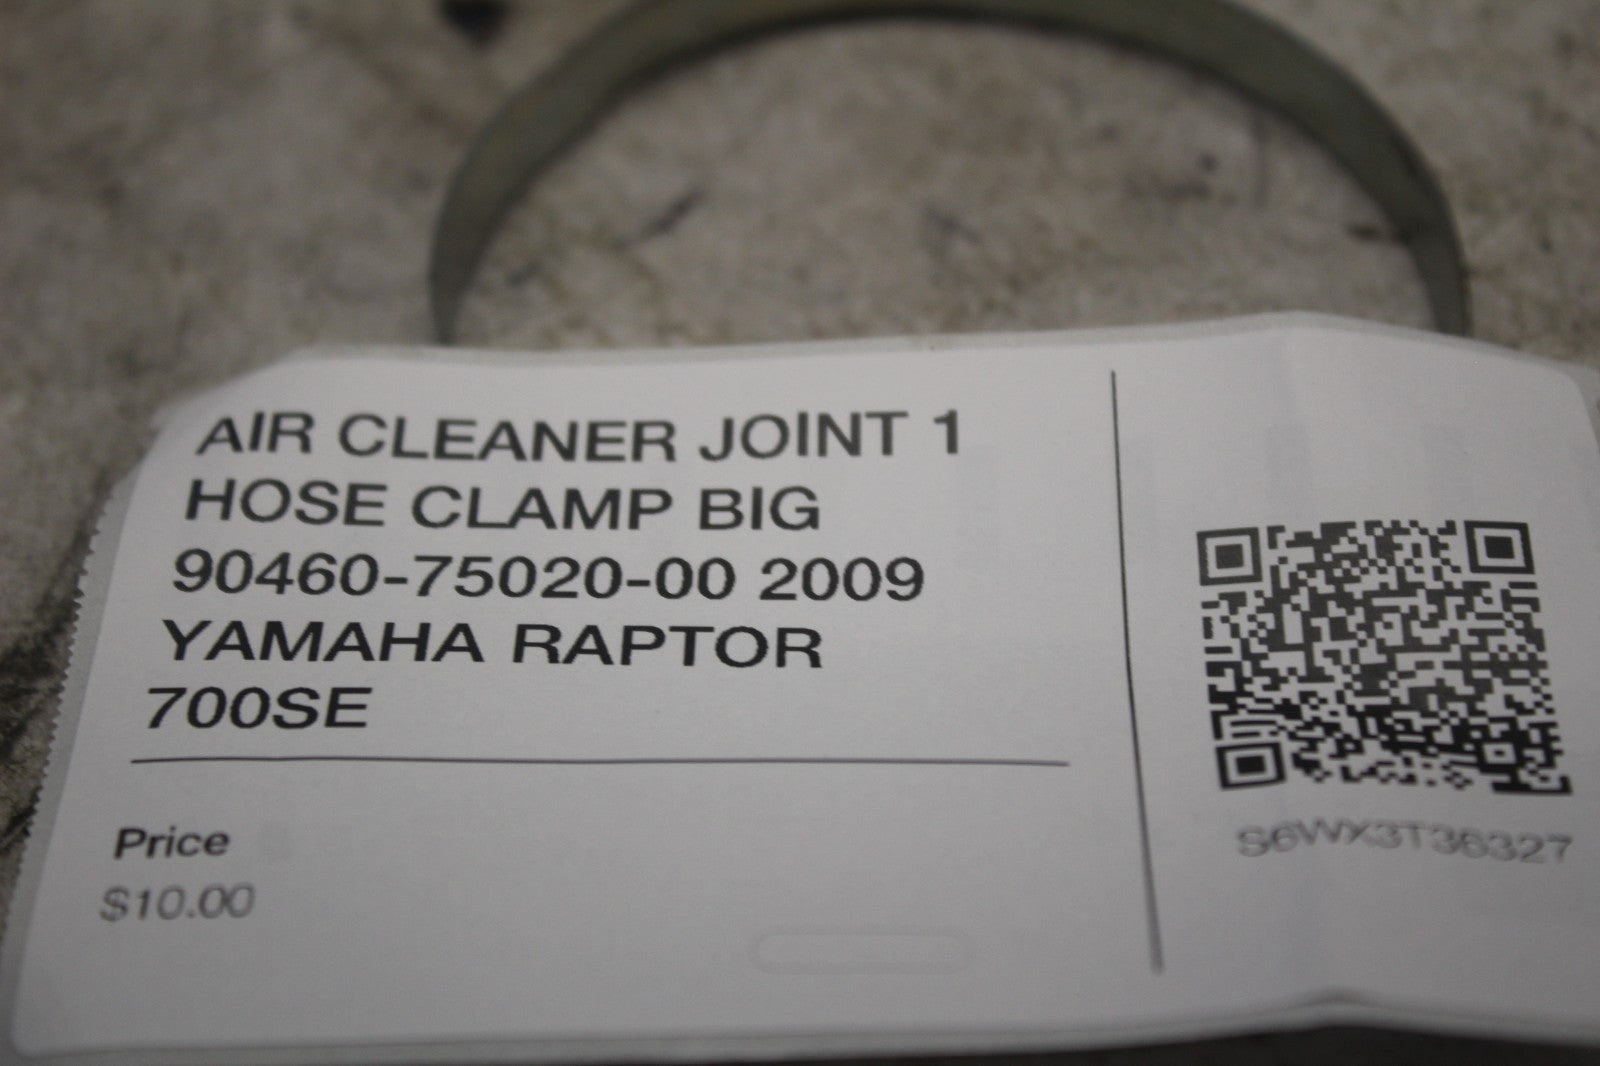 AIR CLEANER JOINT 1
HOSE CLAMP BIG
90460-75020-00 2009
YAMAHA RAPTOR
700SE
Price
$10.00
S6WX3T36327